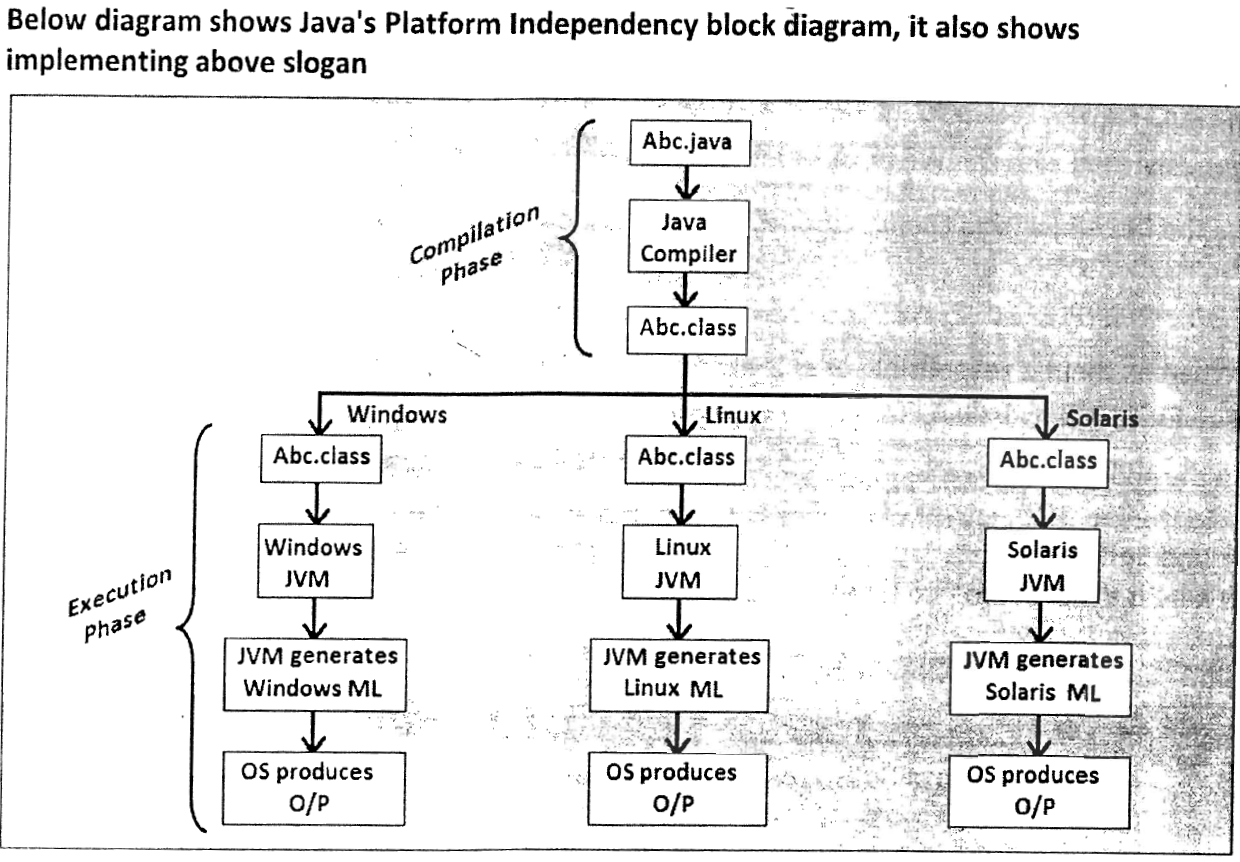 Below diagram shows Java's Platform Independency block diagram, it also shows
implementing above slogan
Abc.java
Java
Compiler
Abc.class
Compilation
Phase
Windows
Linux
Solaris
Abc.class
Abc.class
Abc.class
Windows
JVM
Linux
JVM
Solaris
JVM
Execution
Phase
JVM generates
Windows ML
JVM generates
Linux ML
JVM generates
Solaris ML
OS produces
O/P
OS produces
O/P
OS produces
O/P